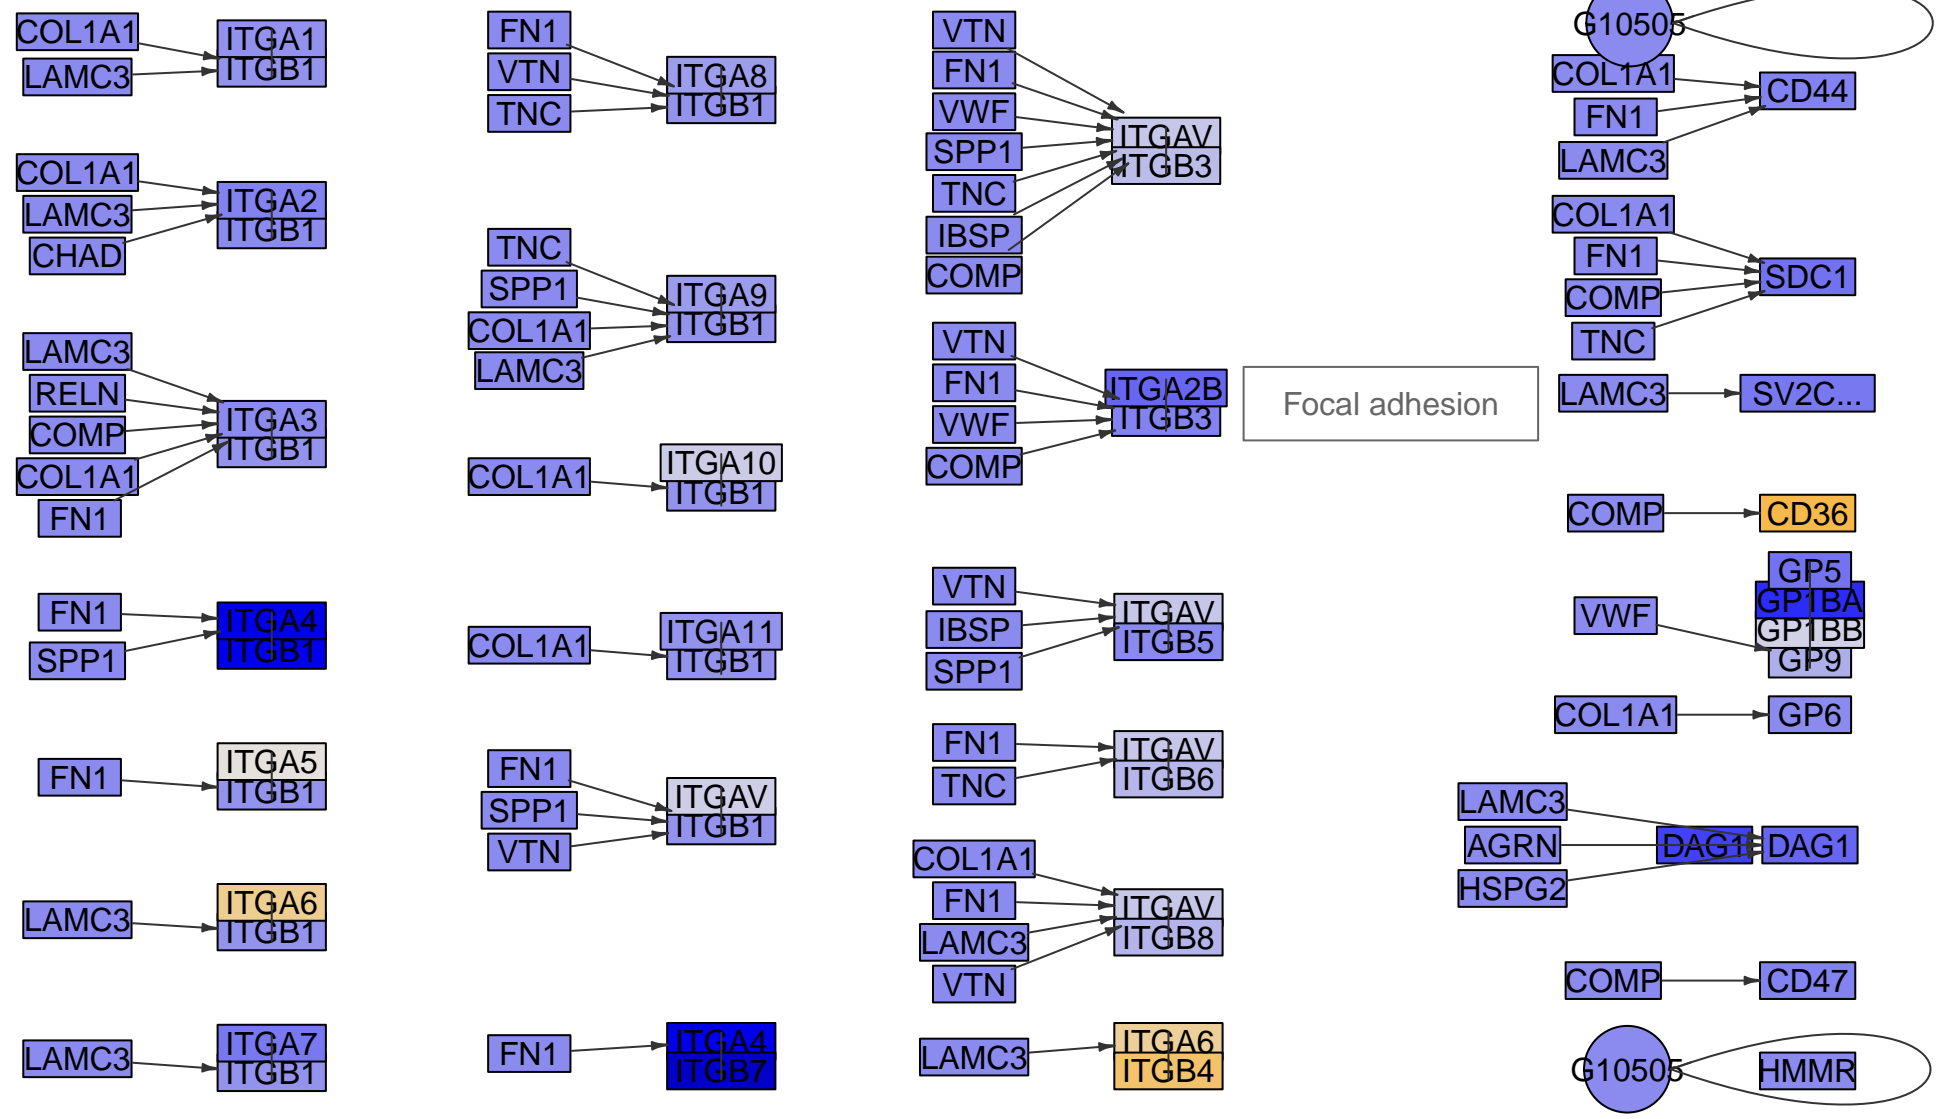 COL1A1
LAMC3
ITGA1
ITGB1
COL1A1
LAMC3
CHAD
ITGA2
ITGB1
LAMC3
RELN
COMP
COL1A1
FN1
ITGA3
ITGB1
FN1
SPP1
ITGA4
ITGB1
FN1
ITGA5
ITGB1
LAMC3
ITGA6
ITGB1
LAMC3
ITGA7
ITGB1
FN1
VTN
TNC
ITGA8
ITGB1
TNC
SPP1
COL1A1
LAMC3
ITGA9
ITGB1
COL1A1
ITGA10
ITGB1
COL1A1
ITGA11
ITGB1
FN1
SPP1
VTN
ITGAV
ITGB1
FN1
ITGA4
ITGB7
VTN
FN1
VWF
SPP1
TNC
IBSP
COMP
ITGAV
ITGB3
VTN
FN1
VWF
COMP
ITGA2B
ITGB3
Focal adhesion
VTN
IBSP
SPP1
ITGAV
ITGB5
FN1
TNC
ITGAV
ITGB6
COL1A1
FN1
LAMC3
VTN
ITGAV
ITGB8
LAMC3
ITGA6
ITGB4
G10505
COL1A1
FN1
LAMC3
CD44
COL1A1
FN1
COMP
TNC
SDC1
LAMC3
SV2C...
COMP
CD36
VWF
GP5
GP1BA
GP1BB
GP9
COL1A1
GP6
LAMC3
AGRN
HSPG2
DAG1
DAG1
COMP
CD47
G10505
HMMR